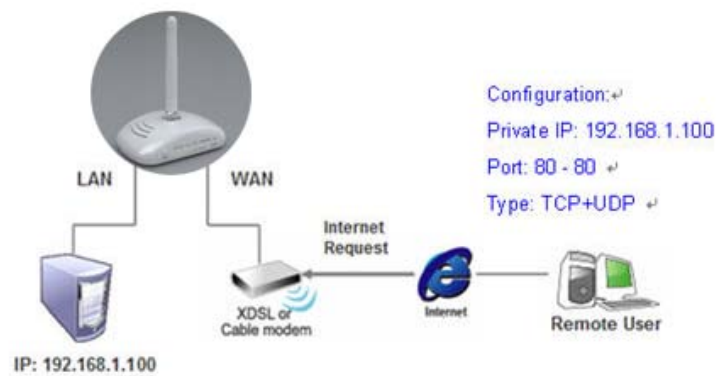 Configuration:↵
Private IP: 192.168.1.100
Port: 80 - 80 ↵
Type: TCP+UDP ↵
LAN
WAN
Internet
Request
XDSL or
Cable modem
Internet
Remote User
IP: 192.168.1.100